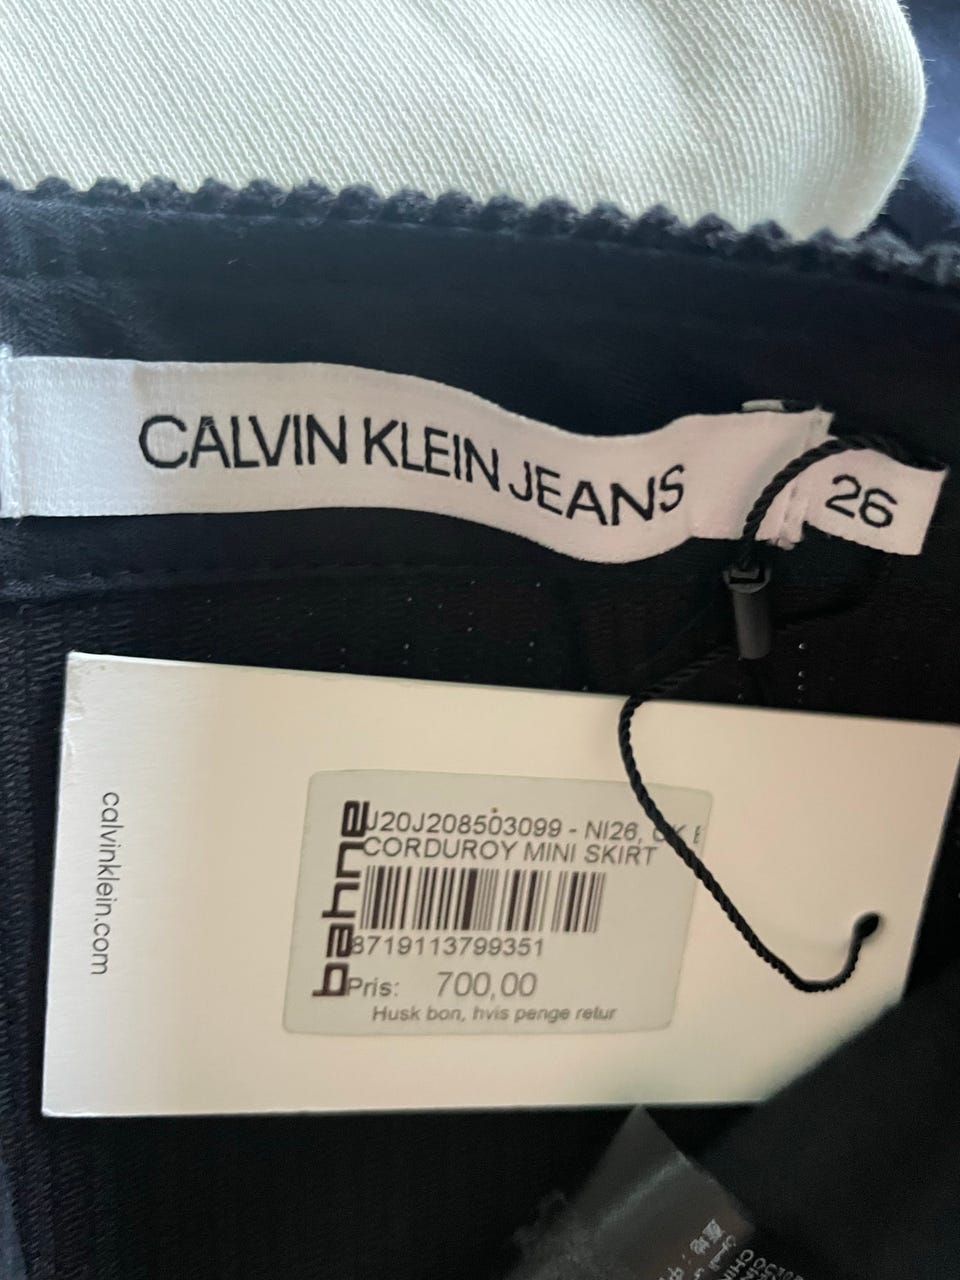 CALVIN KLEIN JEANS
26
calvinklein.com
bahne
J20J208503099 - NI26, CK
CORDUROY MINI SKIRT
8719113799351
Pris: 700,00
Husk bon, hvis penge retur